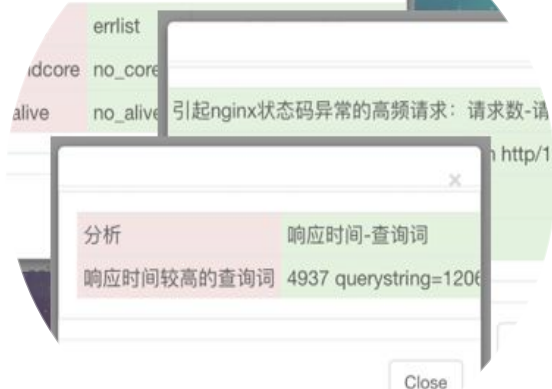 errlist
no_core
alive
no_alive
引起nginx状态码异常的高频请求：请求数-请
http/1
×
分析
响应时间-查询词
响应时间较高的查询词
4937 querystring=1206
Close